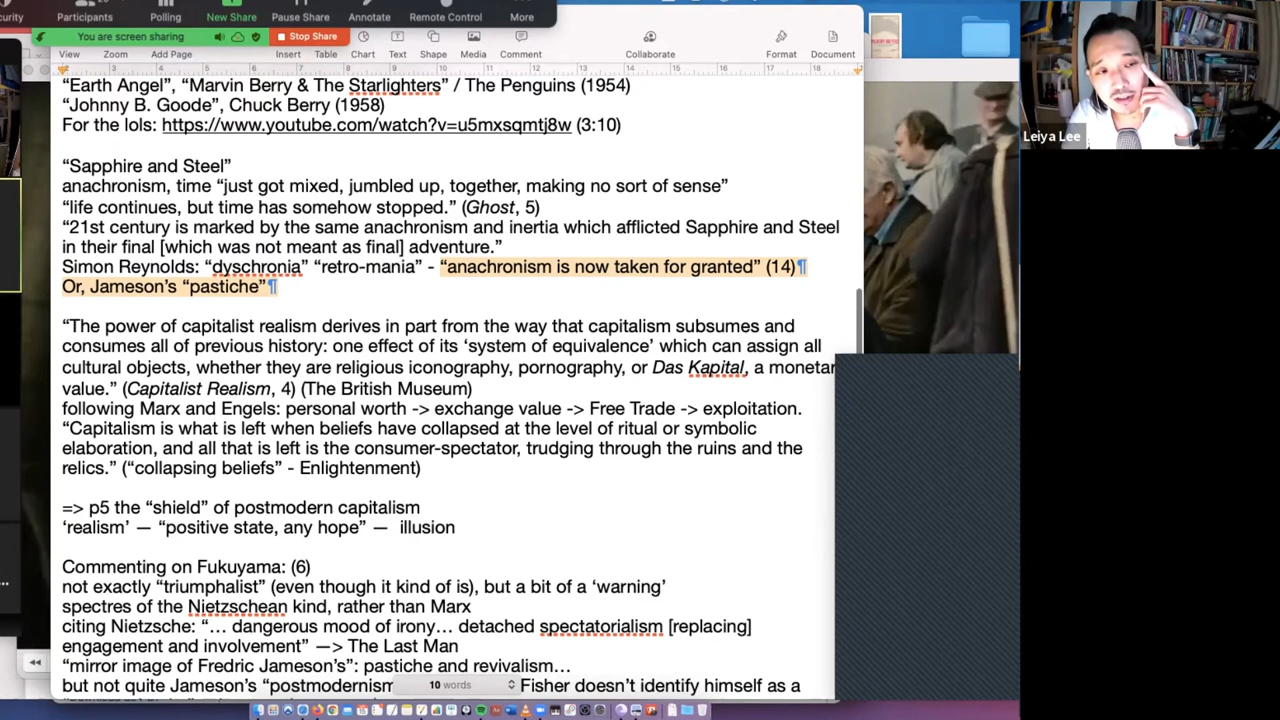 curity
Participants
Polling
New Share
Pause Share
Annotate
Remote Control
More
You are screen sharing
Stop Share
View
Zoom
Add Page
Insert
Table
Chart
Text
Shape
Media
Comment
Collaborate
Format
Document
“Earth Angel”, “Marvin Berry & The Starlighters” / The Penguins (1954)
“Johnny B. Goode”, Chuck Berry (1958)
For the lols: https://www.youtube.com/watch?v=u5mxsqmtj8w (3:10)
“Sapphire and Steel”
anachronism, time “just got mixed, jumbled up, together, making no sort of sense”
“life continues, but time has somehow stopped.” (Ghost, 5)
“21st century is marked by the same anachronism and inertia which afflicted Sapphire and Steel
in their final [which was not meant as final] adventure.”
Simon Reynolds: “dyschronia” “retro-mania” - “anachronism is now taken for granted” (14)¶
Or, Jameson’s “pastiche”¶
“The power of capitalist realism derives in part from the way that capitalism subsumes and
consumes all of previous history: one effect of its ‘system of equivalence’ which can assign all
cultural objects, whether they are religious iconography, pornography, or Das Kapital, a monetar
value.” (Capitalist Realism, 4) (The British Museum)
following Marx and Engels: personal worth -> exchange value -> Free Trade -> exploitation.
“Capitalism is what is left when beliefs have collapsed at the level of ritual or symbolic
elaboration, and all that is left is the consumer-spectator, trudging through the ruins and the
relics.” (“collapsing beliefs” - Enlightenment)
=> p5 the “shield” of postmodern capitalism
‘realism’ — “positive state, any hope” — illusion
Commenting on Fukuyama: (6)
not exactly “triumphalist” (even though it kind of is), but a bit of a ‘warning’
spectres of the Nietzschean kind, rather than Marx
citing Nietzsche: “… dangerous mood of irony… detached spectatorialism [replacing]
engagement and involvement” —> The Last Man
“mirror image of Fredric Jameson’s”: pastiche and revivalism…
but not quite Jameson’s “postmodernism
10 words
Fisher doesn’t identify himself as a
Leiya Lee